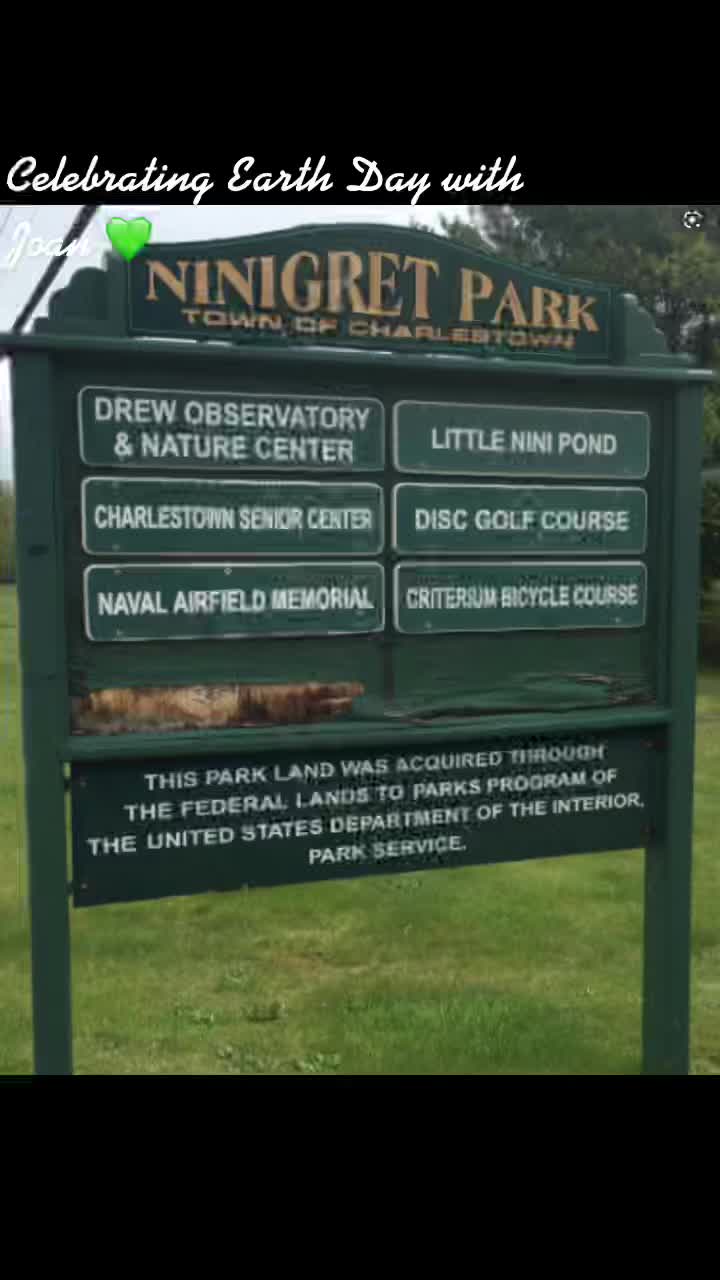 Celebrating Earth Day with
Joan 💚
NINIGRET PARK
TOWN OF CHARLESTOWN
DREW OBSERVATORY
& NATURE CENTER
LITTLE NINI POND
CHARLESTOWN SENIOR CENTER
DISC GOLF COURSE
NAVAL AIRFIELD MEMORIAL
CRITERIUM BICYCLE COURSE
THIS PARK LAND WAS ACQUIRED THROUGH
THE FEDERAL LANDS TO PARKS PROGRAM OF
THE UNITED STATES DEPARTMENT OF THE INTERIOR,
PARK SERVICE.